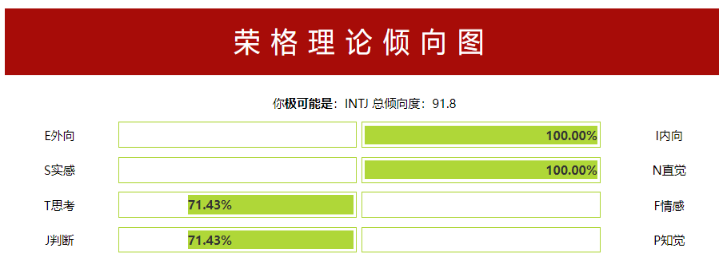 荣格理论倾向图
你极可能是：INTJ 总倾向度：91.8
E外向 100.00% I内向
S实感 100.00% N直觉
T思考 71.43% F情感
J判断 71.43% P知觉